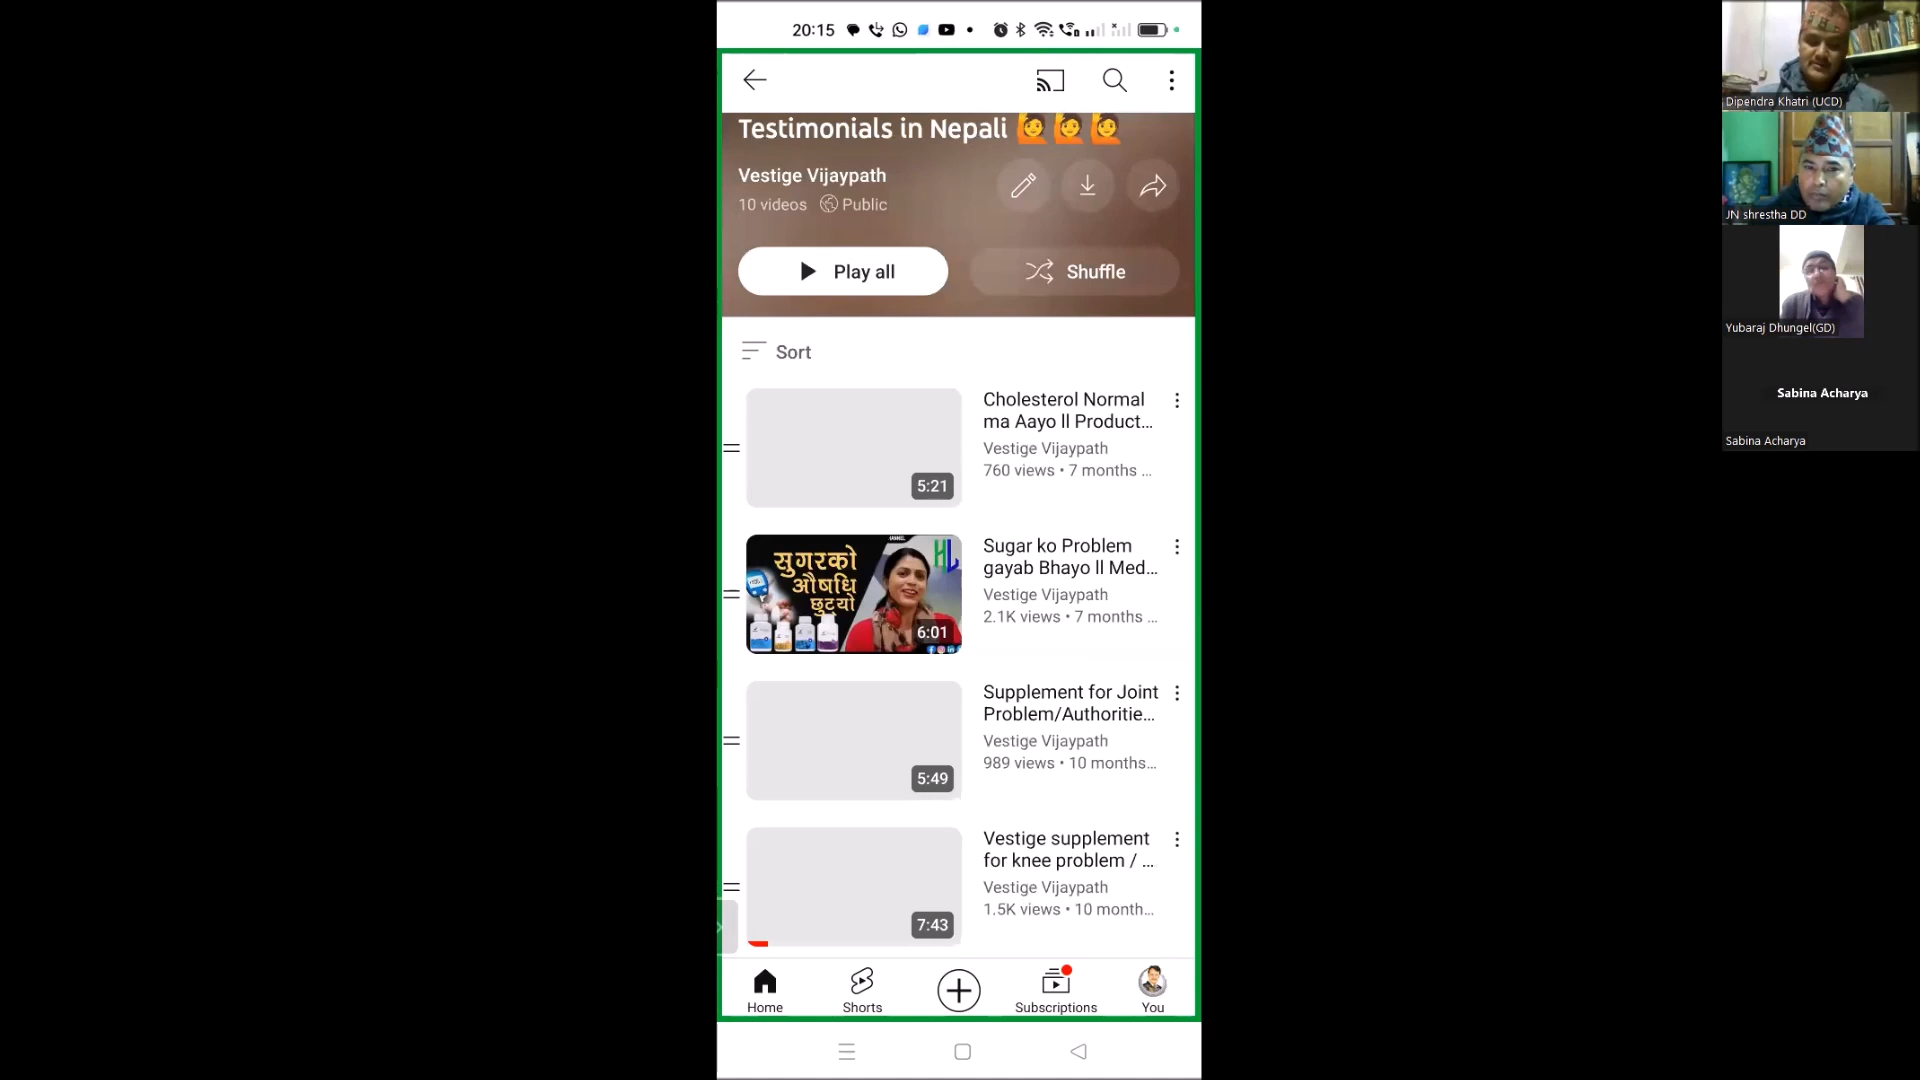 20:15
Testimonials in Nepali
Vestige Vijaypath
10 videos Public
Play all
Shuffle
Sort
Cholesterol Normal
ma Aayo ll Product...
Vestige Vijaypath
760 views • 7 months ...
5:21
सुगरको
औषधि
छुट्यो
HL
6:01
Sugar ko Problem
gayab Bhayo ll Med...
Vestige Vijaypath
2.1K views • 7 months ...
Supplement for Joint
Problem/Authoritie...
Vestige Vijaypath
989 views • 10 months...
5:49
Vestige supplement
for knee problem / ...
Vestige Vijaypath
1.5K views • 10 month...
7:43
Home
Shorts
Subscriptions
You
Dipendra Khatri (UCD)
JN shrestha DD
Yubaraj Dhungel(GD)
Sabina Acharya
Sabina Acharya